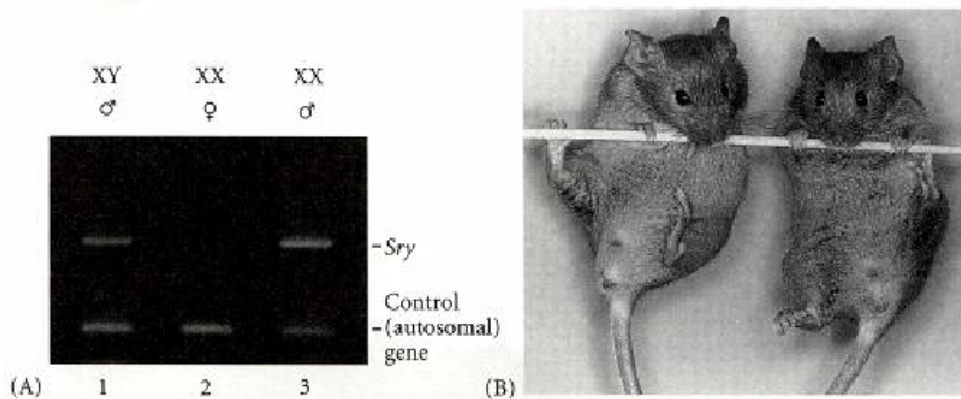 XY XX XX
♂ ♀ ♂
-Sry
Control
-(autosomal)
gene
(A) 1 2 3 (B)